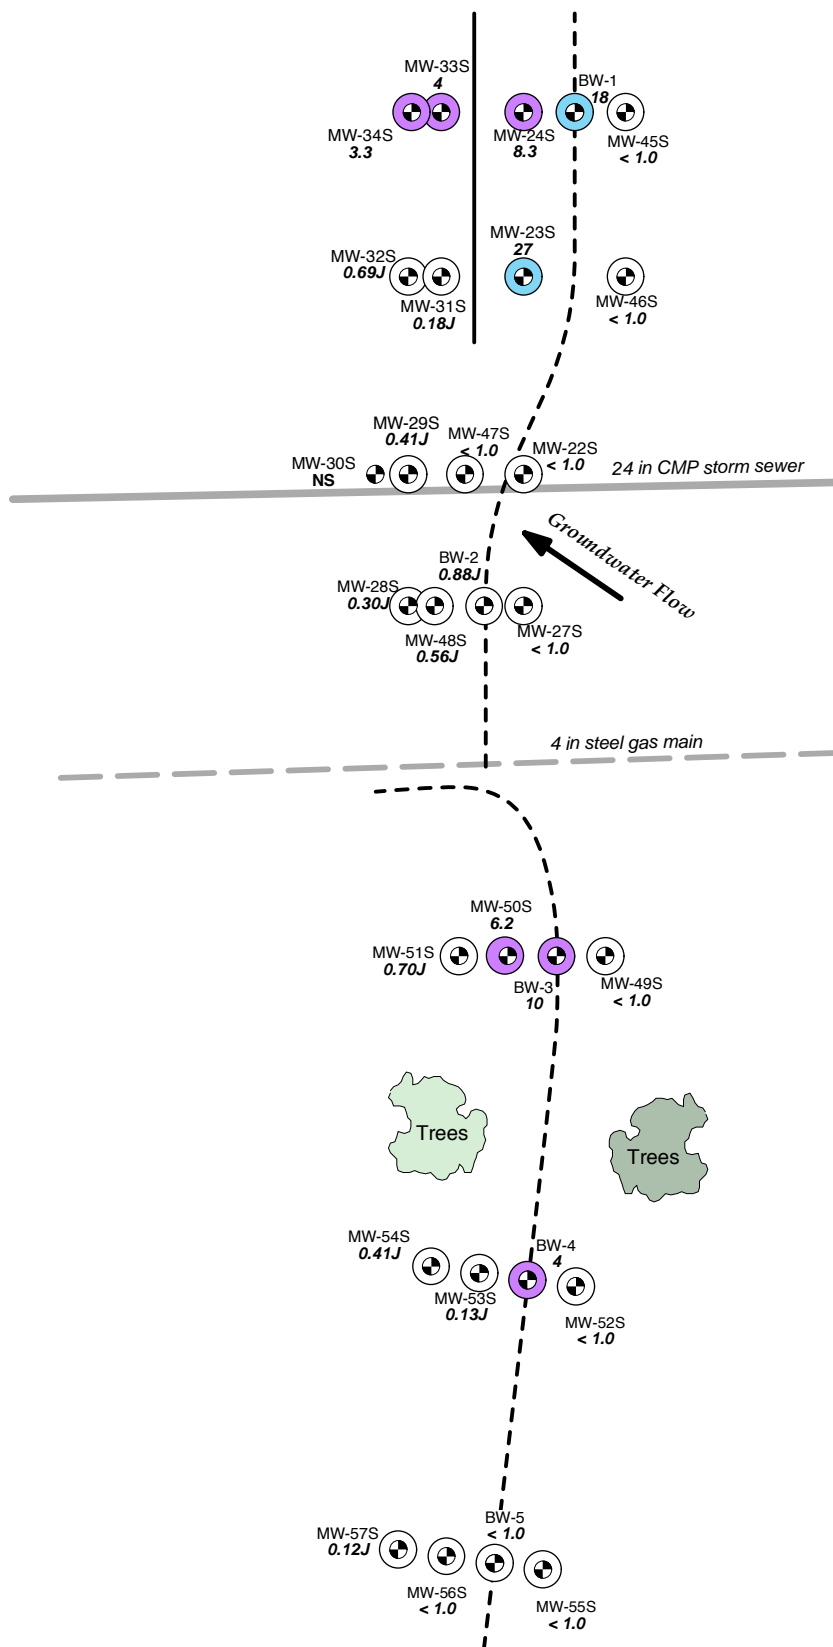 MW-33S
4
BW-1
18
MW-34S
3.3
MW-24S
8.3
MW-45S
< 1.0
MW-23S
27
MW-32S
0.69J
MW-31S
0.18J
MW-46S
< 1.0
MW-29S
0.41J
MW-47S
< 1.0
MW-22S
< 1.0
MW-30S
NS
24 in CMP storm sewer
Groundwater Flow
BW-2
0.88J
MW-28S
0.30J
MW-48S
0.56J
MW-27S
< 1.0
4 in steel gas main
MW-50S
6.2
MW-51S
0.70J
BW-3
10
MW-49S
< 1.0
Trees
Trees
MW-54S
0.41J
BW-4
4
MW-53S
0.13J
MW-52S
< 1.0
BW-5
< 1.0
MW-57S
0.12J
MW-56S
< 1.0
MW-55S
< 1.0